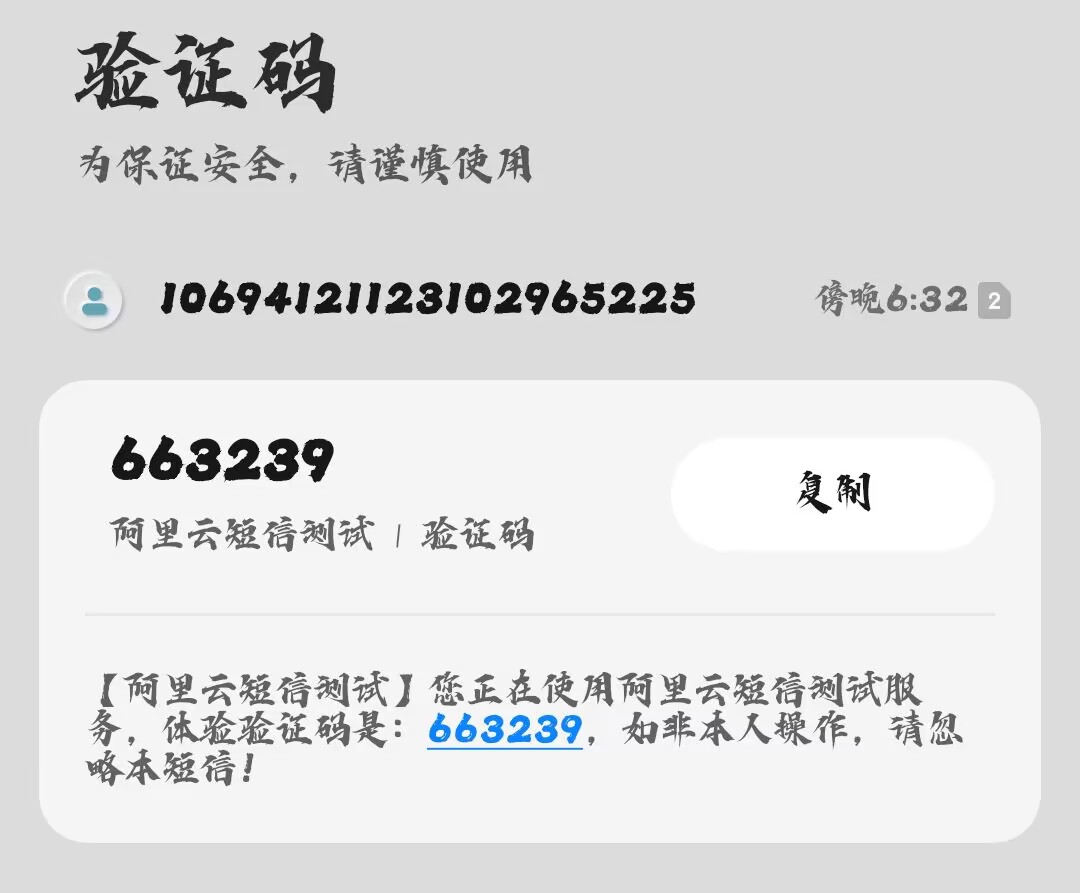 验证码
为保证安全，请谨慎使用
1069412112310296 5225
傍晚6:32 2
663239
复制
阿里云短信测试 | 验证码
【阿里云短信测试】您正在使用阿里云短信测试服
务，体验验证码是：663239，如非本人操作，请忽
略本短信！